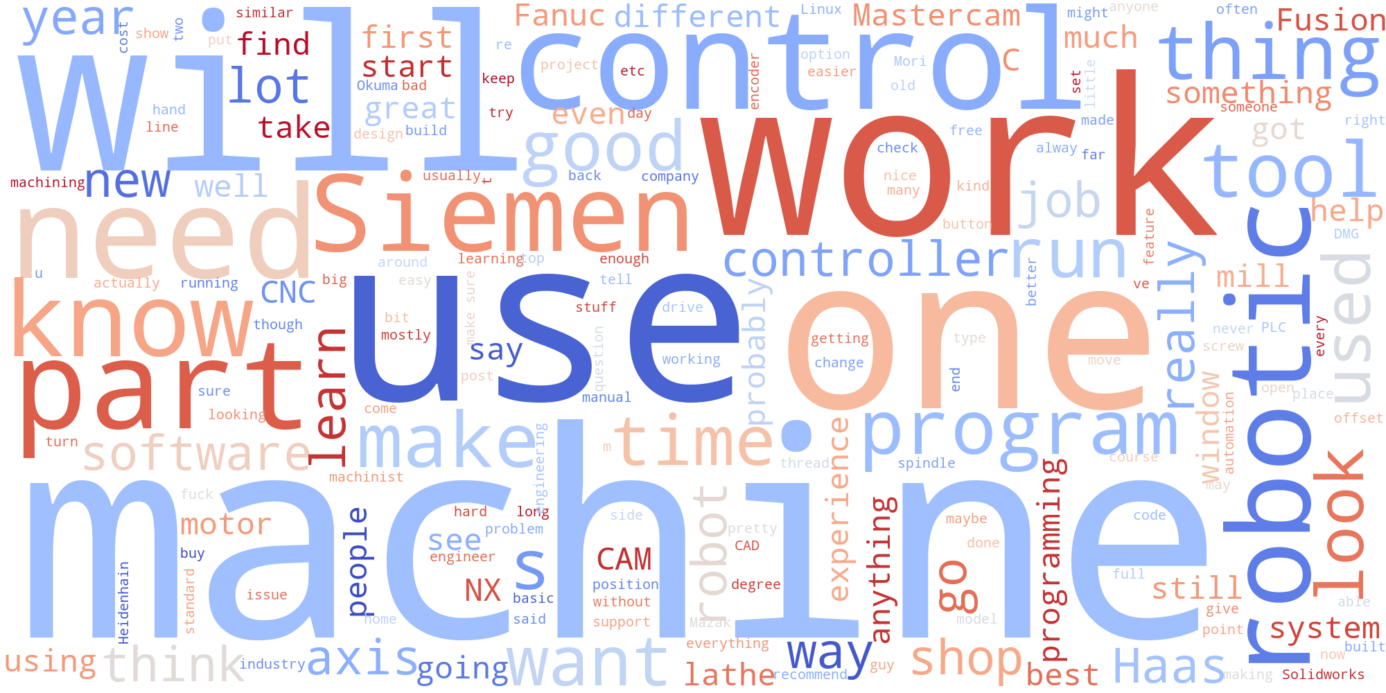 year
cost
show
two
similar
find
first
start
Fanuc
different
Linux
Mastercam
might
anyone
often
Fusion
will
lot
take
put
re
keep
try
project
etc
control
encoder
option
easier
Mori
old
C
much
set
little
thing
something
someone
hand
line
Okuma
bad
great
design
build
even
day
good
work
free
made
check
alway
far
got
right
machining
new
well
usually
t
back
company
nice
many
kind
job
tool
need
Siemen
learning
top
enough
button
controller
run
better
feature
ve
help
DMG
u
actually
running
around
easy
CNC
big
know
though
bit
mostly
make sure
use
tell
stuff
drive
question
working
say
post
manual
probably
one
getting
change
type
end
move
really
mill
never
PLC
screw
robotic
every
used
open
place
part
sure
looking
turn
learn
come
software
make
machinist
engineering
time
m
thread
experience
program
spindle
course
Window
automation
may
offset
look
machine
fuck
motor
buy
Heidenhain
standard
issue
people
home
see
hard
long
problem
engineer
NX
s
basic
said
side
CAM
position
without
support
robot
pretty
CAD
degree
Mazak
everything
anything
maybe
done
go
model
programming
code
full
still
give
point
able
system
now
built
using
think
industry
axis
going
want
lathe
recommend
way
guy
shop
best
Haas
making
Solidworks